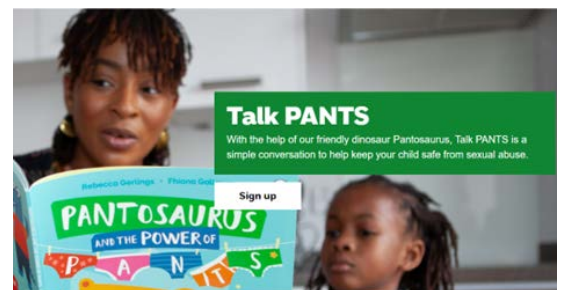 Talk PANTS
With the help of our friendly dinosaur Pantosaurus, Talk PANTS is a
simple conversation to help keep your child safe from sexual abuse.
Sign up
Rebecca Gerlings · Fhiona
PANTOSAURUS
AND THE POWER OF
PANTS